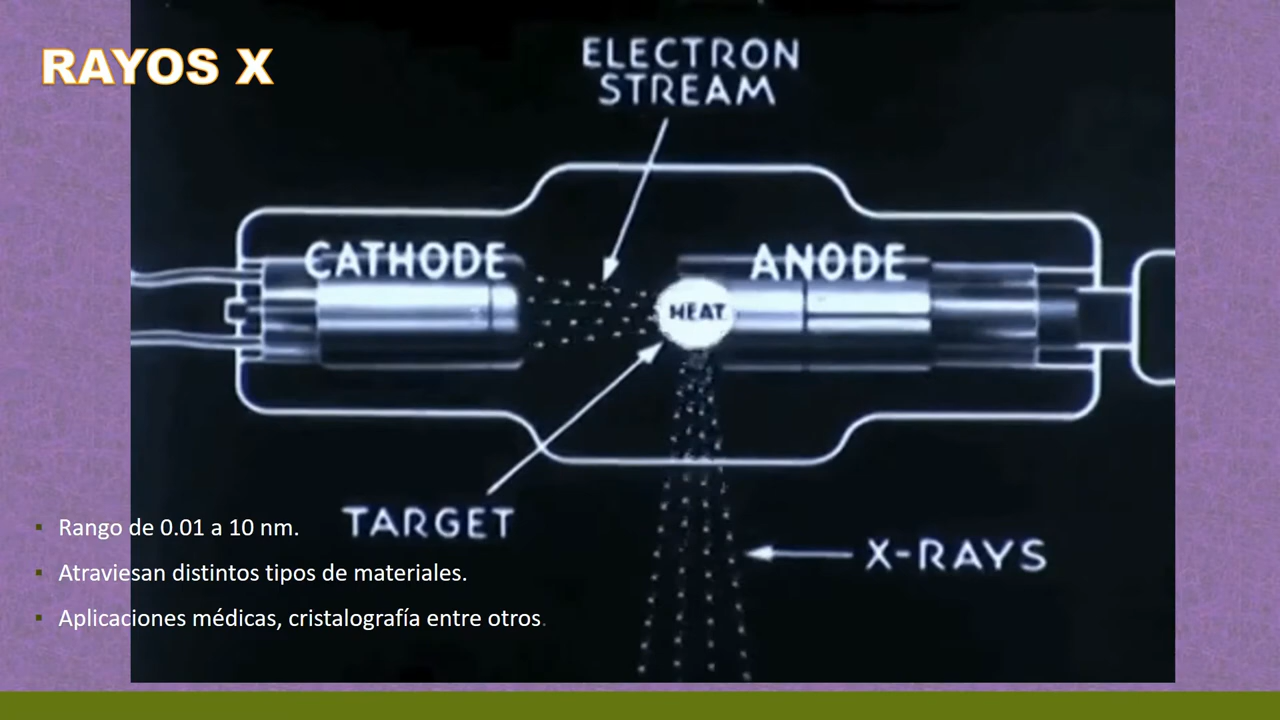 RAYOS X
ELECTRON
STREAM
CATHODE
ANODE
HEAT
TARGET
X-RAYS
Rango de 0.01 a 10 nm.
Atraviesan distintos tipos de materiales.
Aplicaciones médicas, cristalografía entre otros.